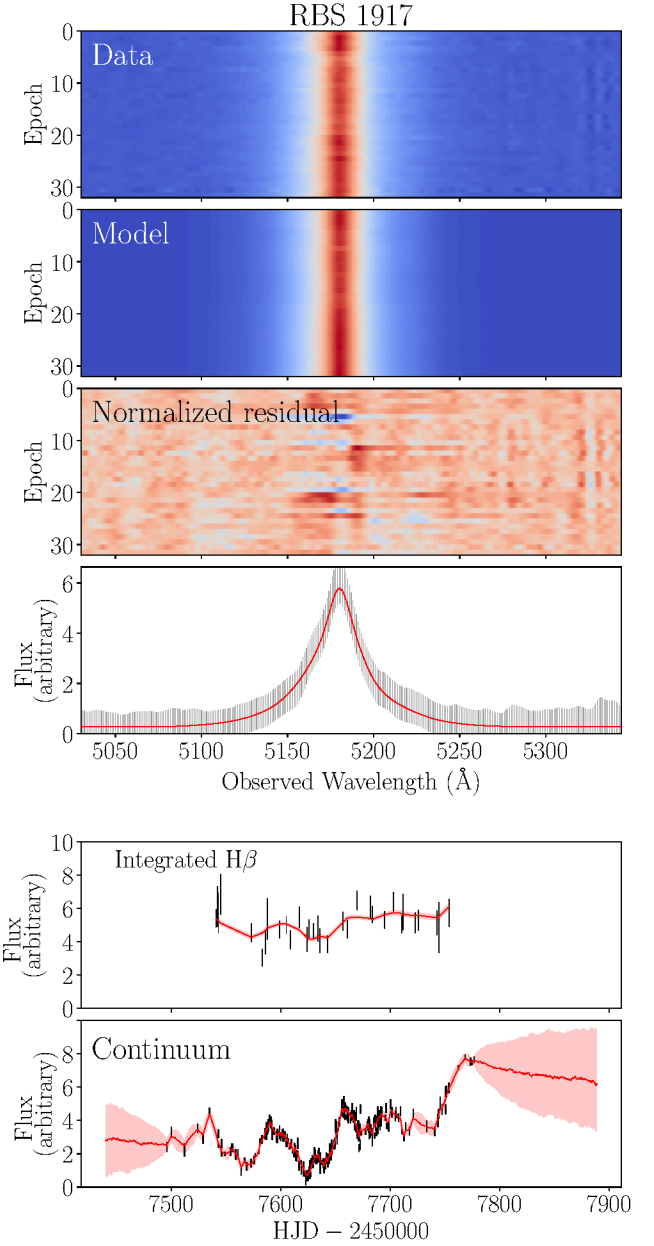 RBS 1917
Data
0
10
20
30
Epoch
Model
0
10
20
30
Epoch
Normalized residual
0
10
20
30
Epoch
6
4
2
0
Flux
(arbitrary)
5050 5100 5150 5200 5250 5300
Observed Wavelength (Å)
Integrated Hβ
10
8
6
4
2
0
Flux
(arbitrary)
Continuum
8
6
4
2
0
Flux
(arbitrary)
7500 7600 7700 7800 7900
HJD − 2450000